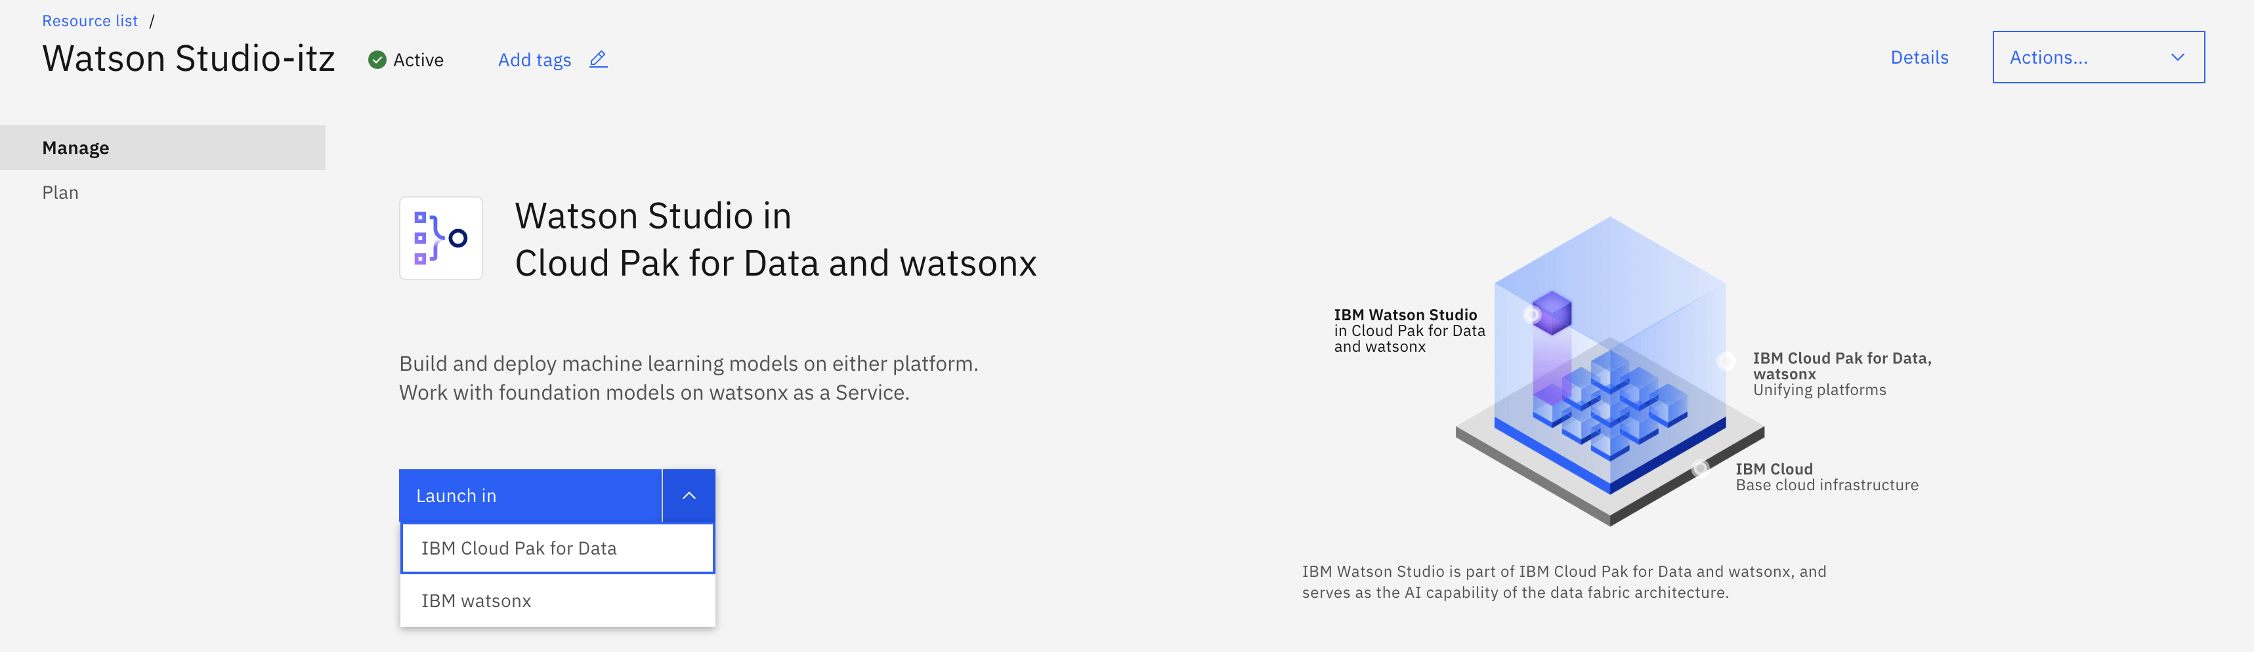 Resource list /
Watson Studio-itz
Active
Add tags
Details
Actions...
Manage
Plan
Watson Studio in
Cloud Pak for Data and watsonx
Build and deploy machine learning models on either platform.
Work with foundation models on watsonx as a Service.
Launch in
IBM Cloud Pak for Data
IBM watsonx
IBM Watson Studio
in Cloud Pak for Data
and watsonx
IBM Cloud Pak for Data,
watsonx
Unifying platforms
IBM Cloud
Base cloud infrastructure
IBM Watson Studio is part of IBM Cloud Pak for Data and watsonx, and
serves as the AI capability of the data fabric architecture.